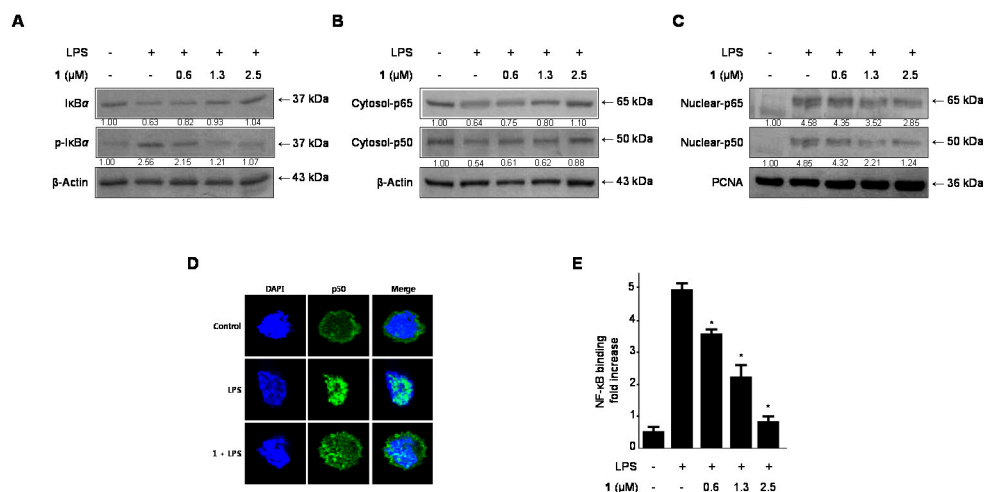 A
LPS - + + + +
1 (μM) - - 0.6 1.3 2.5
IκBα ← 37 kDa
1.00 0.63 0.82 0.93 1.04
p-IκBα ← 37 kDa
1.00 2.56 2.15 1.21 1.07
β-Actin ← 43 kDa
B
LPS - + + + +
1 (μM) - - 0.6 1.3 2.5
Cytosol-p65 ← 65 kDa
1.00 0.64 0.75 0.80 1.10
Cytosol-p50 ← 50 kDa
1.00 0.54 0.61 0.62 0.88
β-Actin ← 43 kDa
C
LPS - + + + +
1 (μM) - - 0.6 1.3 2.5
Nuclear-p65 ← 65 kDa
1.00 4.58 4.35 3.52 2.85
Nuclear-p50 ← 50 kDa
1.00 4.85 4.32 2.21 1.24
PCNA ← 36 kDa
D
DAPI p50 Merge
Control
LPS
1 + LPS
E
NF-κB binding
fold increase
5
4
3
2
1
0
* * *
LPS - + + + +
1 (μM) - - 0.6 1.3 2.5